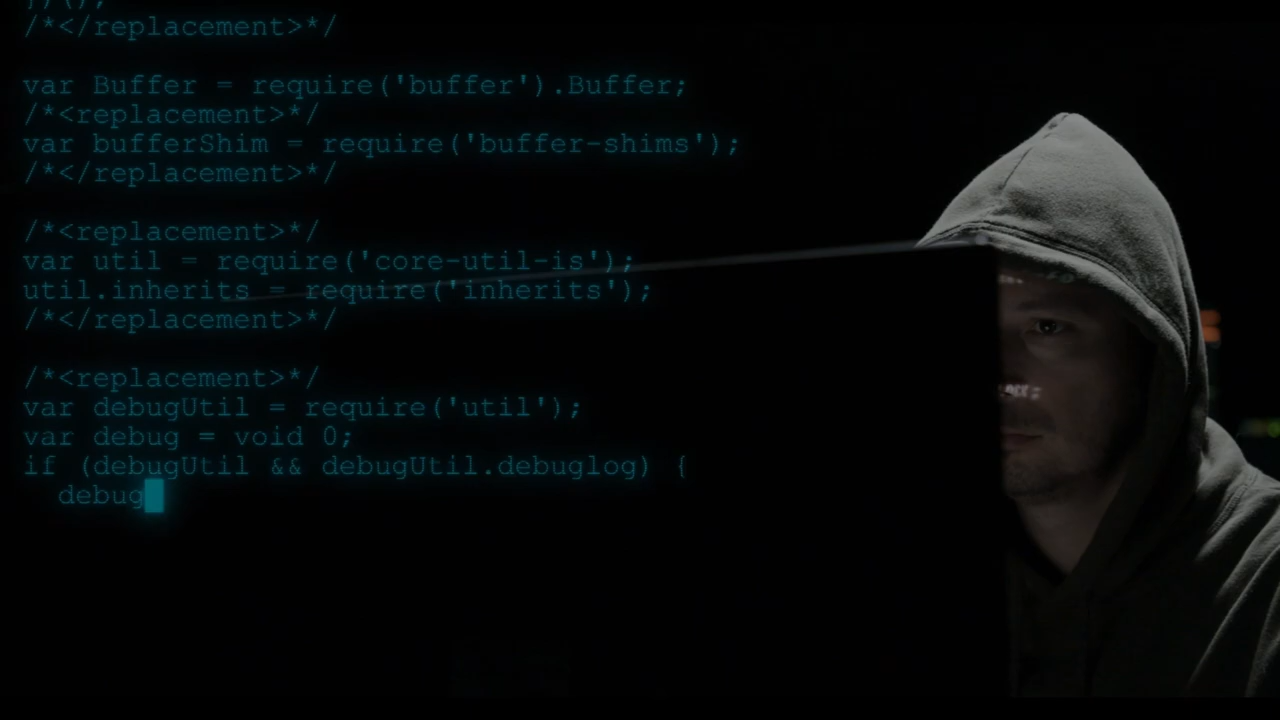 /*</replacement>*/
var Buffer = require('buffer').Buffer;
/*<replacement>*/
var bufferShim = require('buffer-shims');
/*</replacement>*/
/*<replacement>*/
var util = require('core-util-is');
util.inherits = require('inherits');
/*</replacement>*/
/*<replacement>*/
var debugUtil = require('util');
var debug = void 0;
if (debugUtil && debugUtil.debuglog) {
  debug